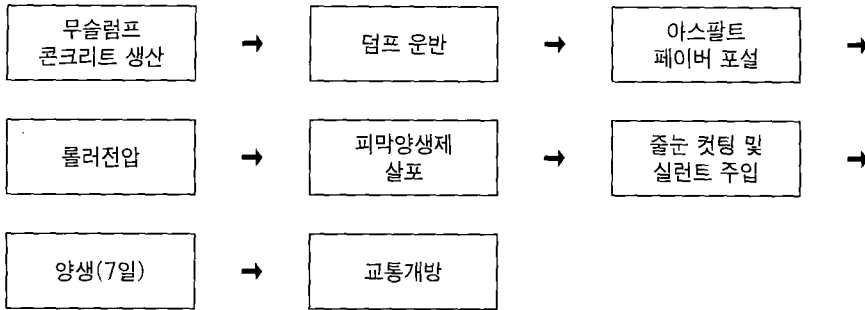 무슬럼프
콘크리트 생산
→
덤프 운반
→
아스팔트
페이버 포설
→
롤러전압
→
피막양생제
살포
→
줄눈 컷팅 및
실런트 주입
→
양생(7일)
→
교통개방